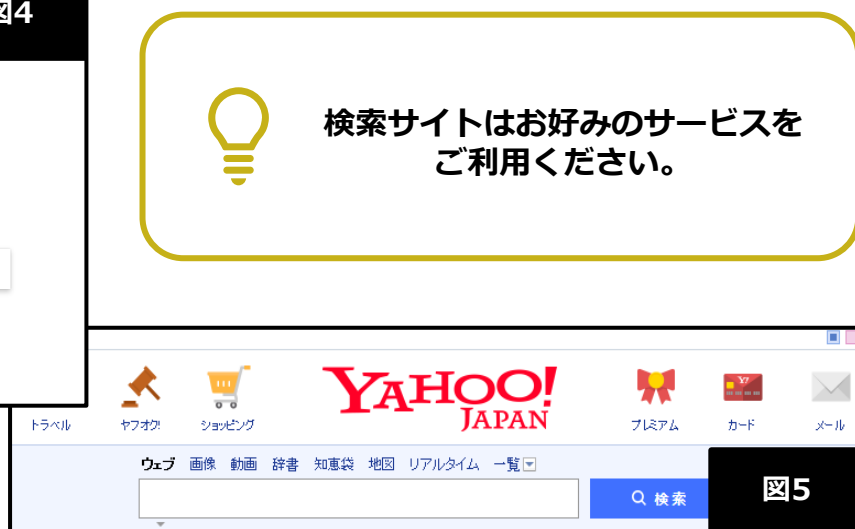 図4
検索サイトはお好みのサービスを
ご利用ください。
YAHOO!
JAPAN
トラベル ヤフオク! ショッピング プレミアム カード メール
ウェブ 画像 動画 辞書 知恵袋 地図 リアルタイム 一覧
検索
図5